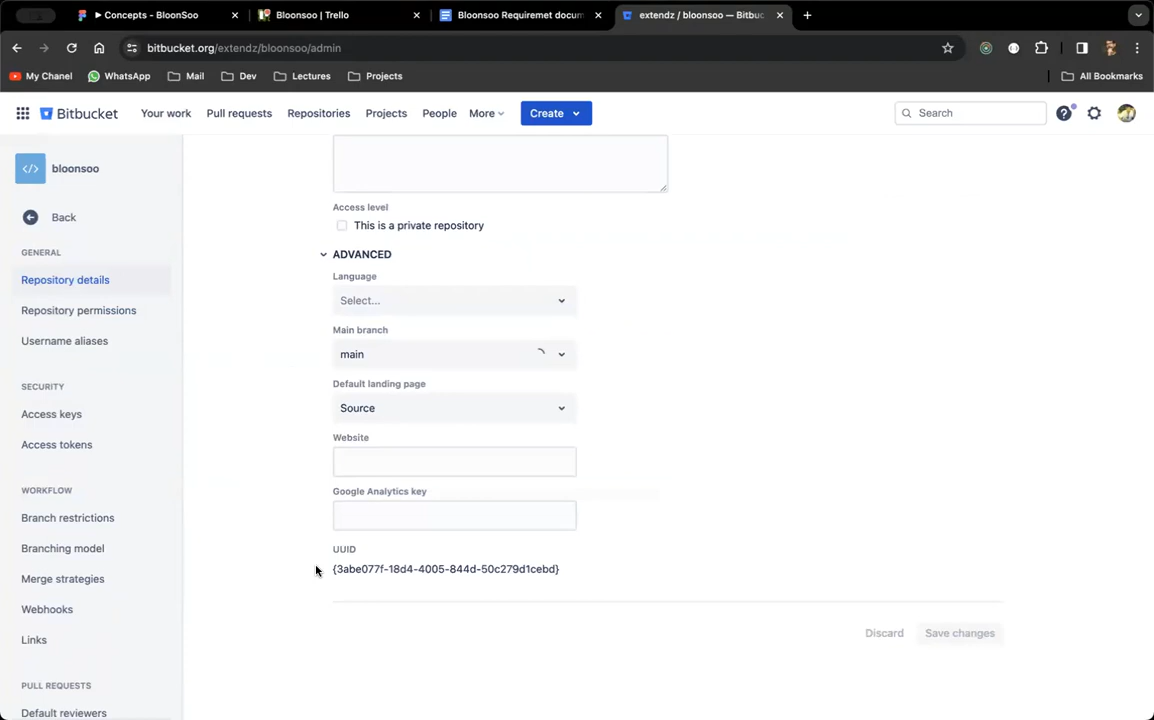 Concepts - BloonSoo
Bloonsoo | Trello
Bloonsoo Requiremet docum
extendz / bloonsoo — Bitbuc
bitbucket.org/extendz/bloonsoo/admin
My Chanel
WhatsApp
Mail
Dev
Lectures
Projects
All Bookmarks
Bitbucket
Your work
Pull requests
Repositories
Projects
People
More
Create
Search
bloonsoo
Back
GENERAL
Repository details
Repository permissions
Username aliases
SECURITY
Access keys
Access tokens
WORKFLOW
Branch restrictions
Branching model
Merge strategies
Webhooks
Links
PULL REQUESTS
Default reviewers
Access level
This is a private repository
ADVANCED
Language
Select...
Main branch
main
Default landing page
Source
Website
Google Analytics key
UUID
{3abe077f-18d4-4005-844d-50c279d1cebd}
Discard
Save changes